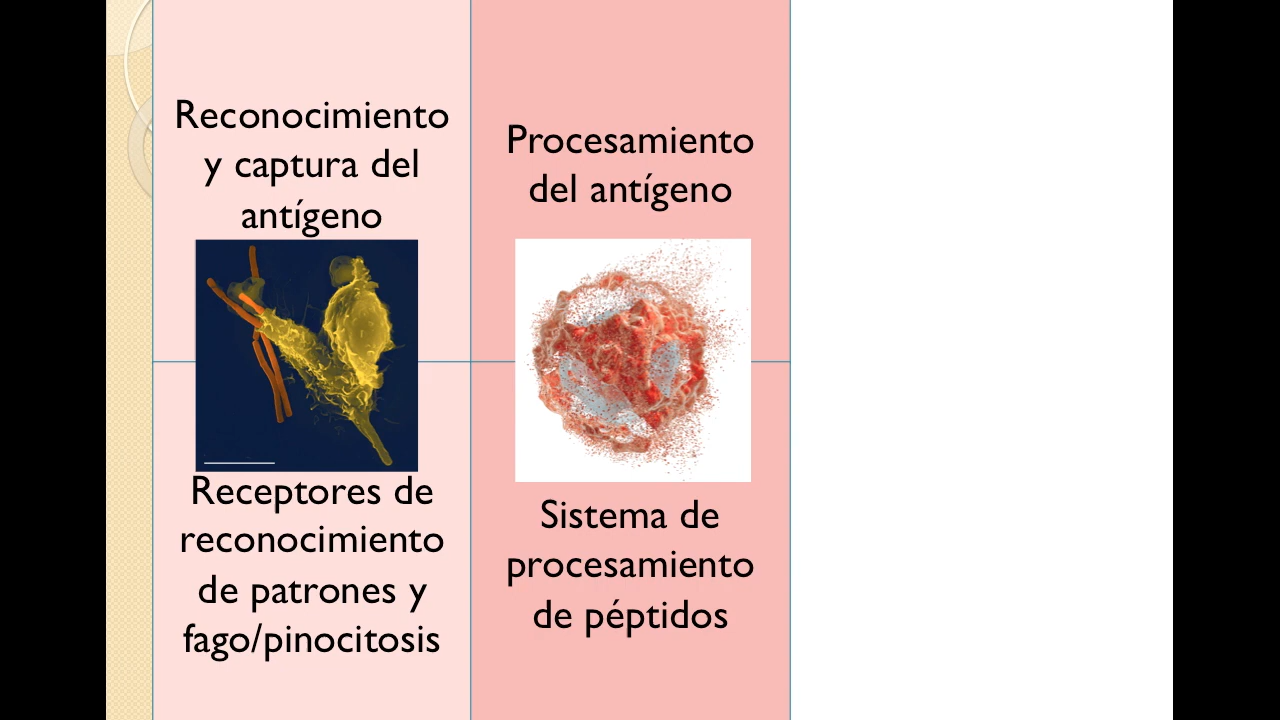 Reconocimiento
y captura del
antígeno
Receptores de
reconocimiento
de patrones y
fago/pinocitosis
Procesamiento
del antígeno
Sistema de
procesamiento
de péptidos